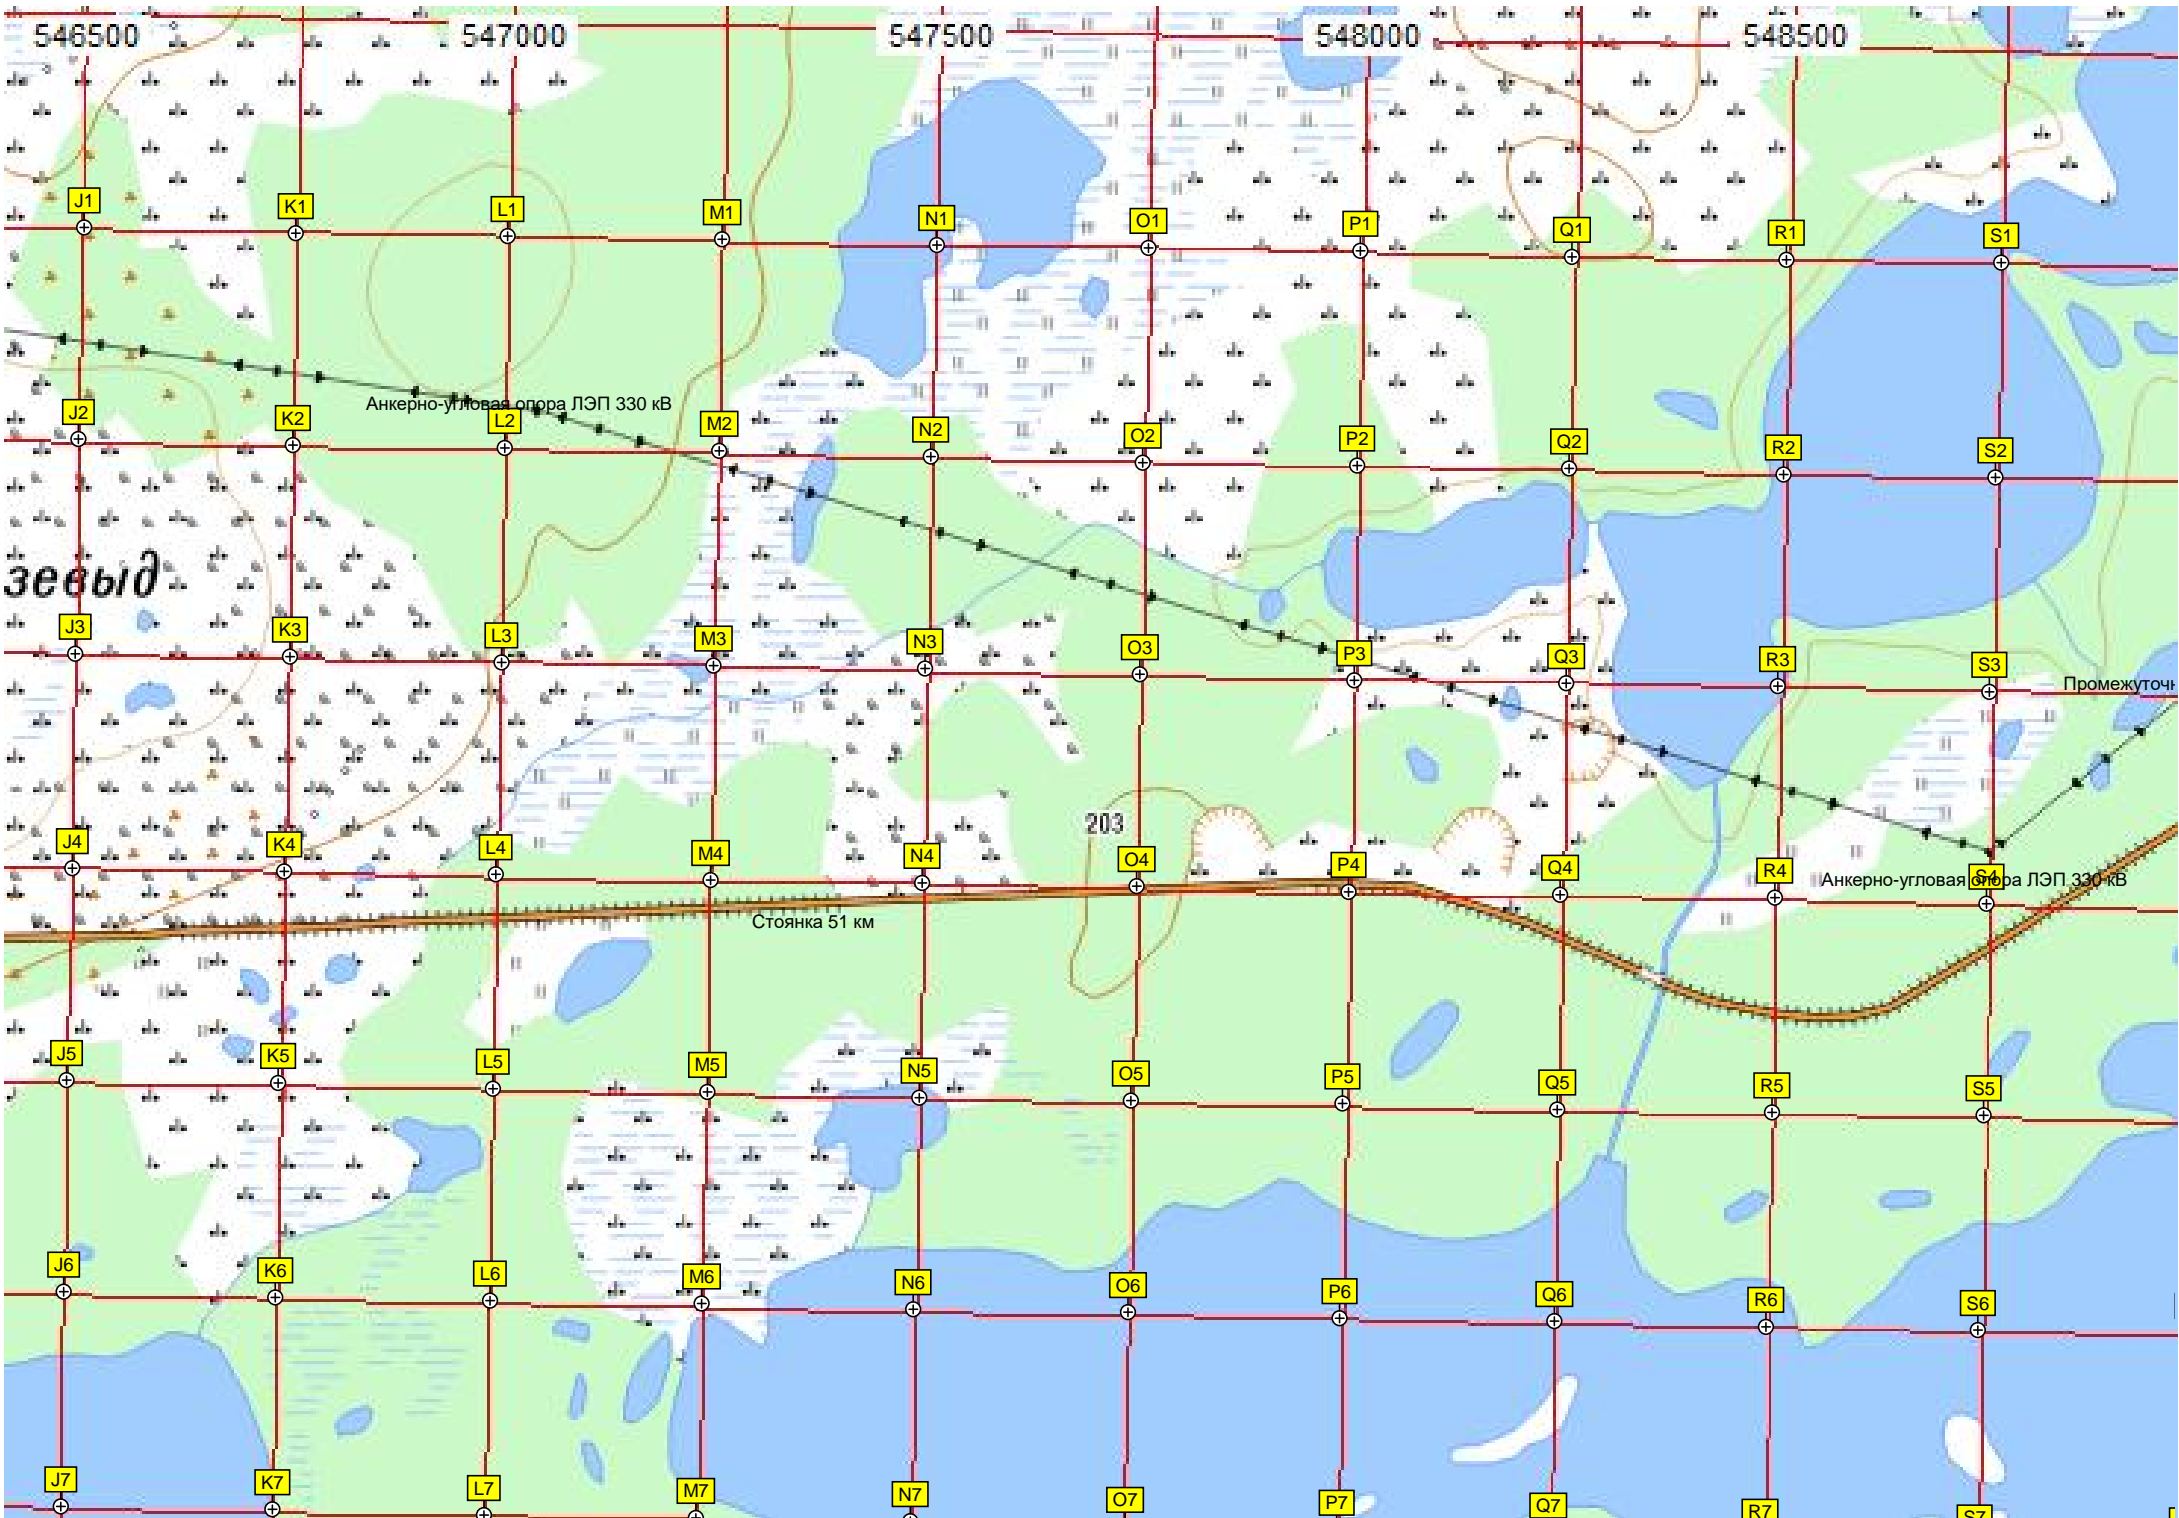 546500 547000 547500 548000 548500
J1 K1 L1 M1 N1 O1 P1 Q1 R1 S1
Анкерно-угловая опора ЛЭП 330 кВ
J2 K2 L2 M2 N2 O2 P2 Q2 R2 S2
зевыд
J3 K3 L3 M3 N3 O3 P3 Q3 R3 S3
Промежуточн
203
J4 K4 L4 M4 N4 O4 P4 Q4 R4 S4
Анкерно-угловая опора ЛЭП 330 кВ
Стоянка 51 км
J5 K5 L5 M5 N5 O5 P5 Q5 R5 S5
J6 K6 L6 M6 N6 O6 P6 Q6 R6 S6
J7 K7 L7 M7 N7 O7 P7 Q7 R7 S7